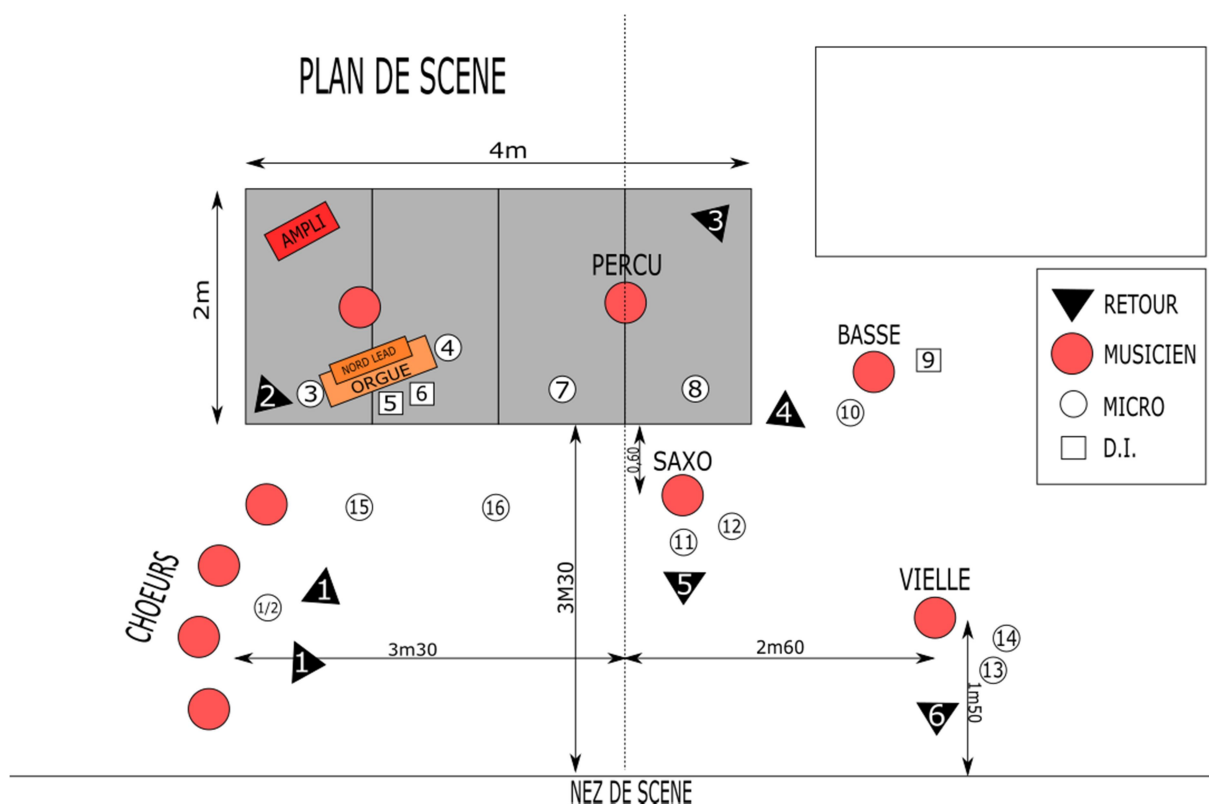 PLAN DE SCENE
4m
2m
AMPLI
3
PERCU
NORD LEAD
ORGUE
4
2
3
5
6
7
8
BASSE
9
4
10
RETOUR
MUSICIEN
MICRO
D.I.
0,60
SAXO
15
16
12
11
5
3M30
CHOEURS
1
1/2
1
3m30
2m60
VIELLE
14
13
1m50
6
NEZ DE SCENE